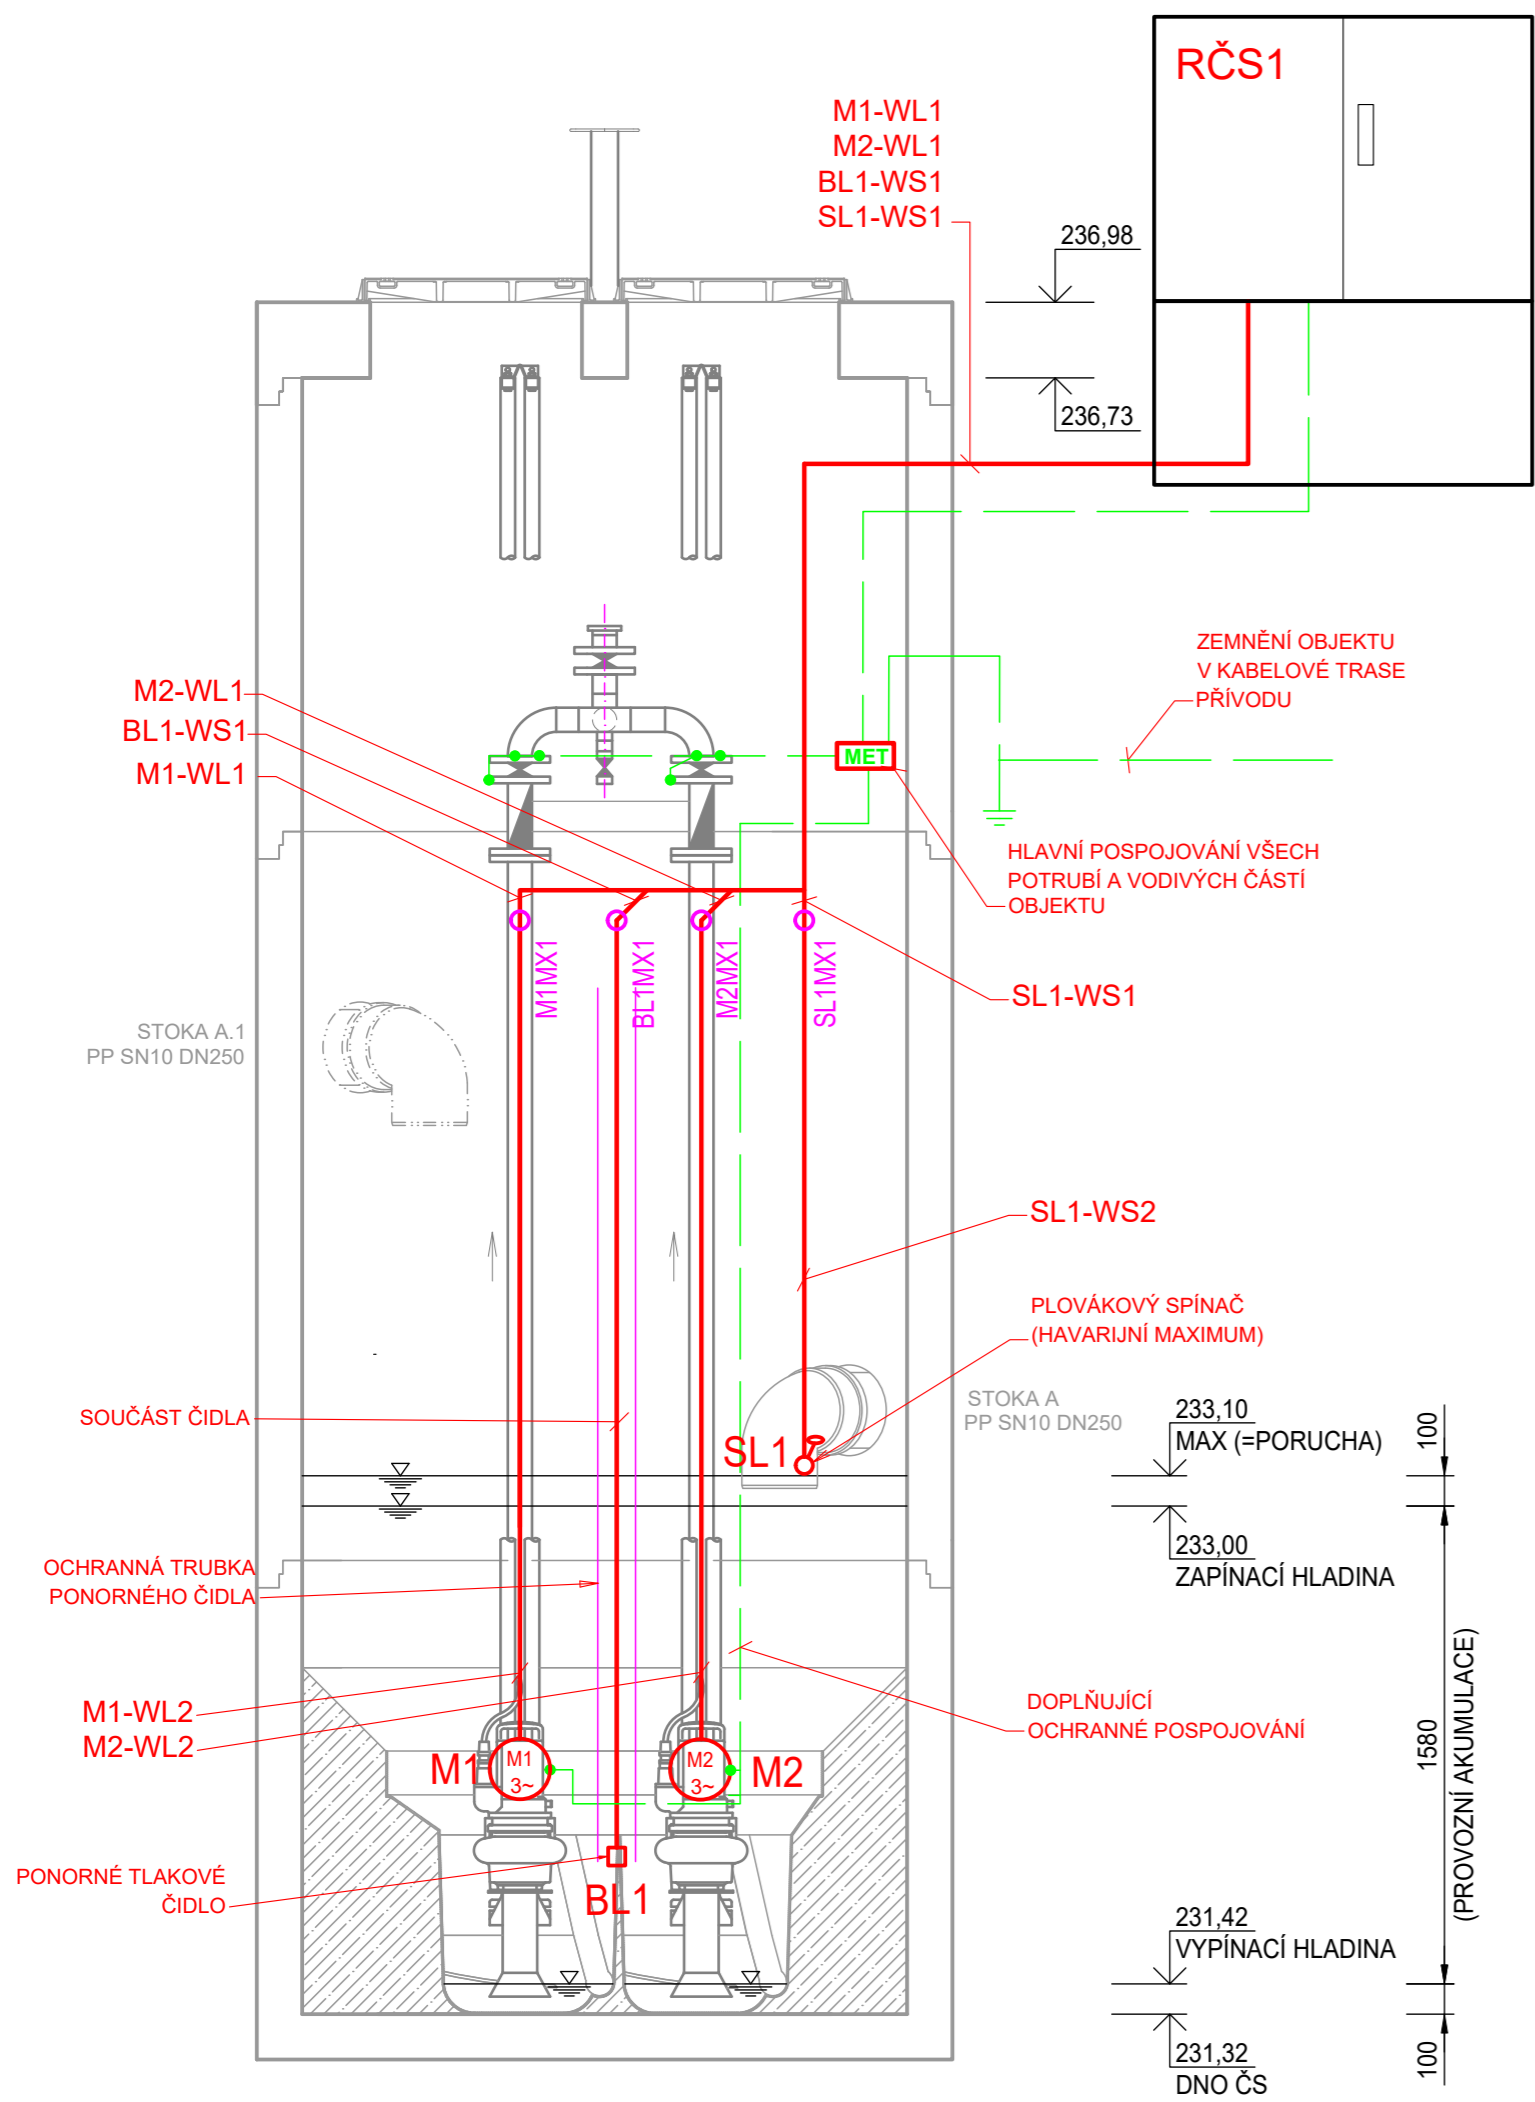 RČS1
M1-WL1
M2-WL1
BL1-WS1
SL1-WS1
236,98
236,73
ZEMNĚNÍ OBJEKTU
V KABELOVÉ TRASE
PŘÍVODU
M2-WL1
BL1-WS1
M1-WL1
MET
HLAVNÍ POSPOJOVÁNÍ VŠECH
POTRUBÍ A VODIVÝCH ČÁSTÍ
OBJEKTU
M1MX1
BL1MX1
M2MX1
SL1MX1
SL1-WS1
STOKA A.1
PP SN10 DN250
SL1-WS2
PLOVÁKOVÝ SPÍNAČ
(HAVARIJNÍ MAXIMUM)
SOUČÁST ČIDLA
STOKA A
PP SN10 DN250
SL1
233,10
MAX (=PORUCHA)
100
233,00
ZAPÍNACÍ HLADINA
OCHRANNÁ TRUBKA
PONORNÉHO ČIDLA
M1-WL2
M2-WL2
DOPLŇUJÍCÍ
OCHRANNÉ POSPOJOVÁNÍ
1580
(PROVOZNÍ AKUMULACE)
M1
M1
3~
M2
3~
M2
PONORNÉ TLAKOVÉ
ČIDLO
BL1
231,42
VYPÍNACÍ HLADINA
231,32
DNO ČS
100